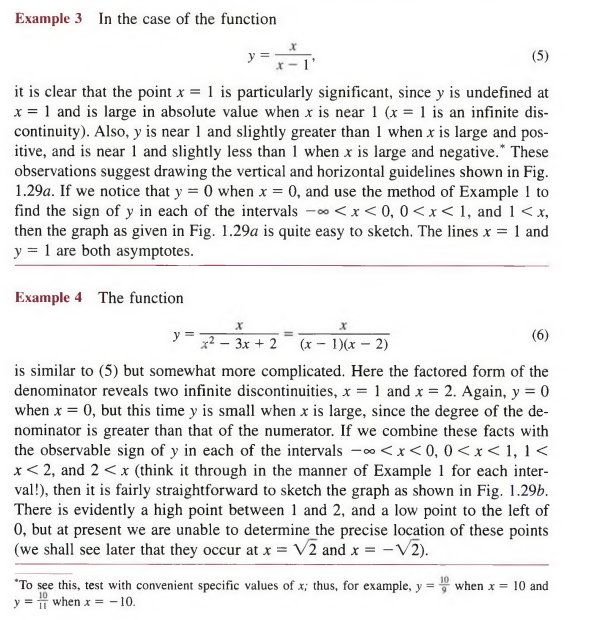 Example 3 In the case of the function
y = x / (x − 1), (5)
it is clear that the point x = 1 is particularly significant, since y is undefined at
x = 1 and is large in absolute value when x is near 1 (x = 1 is an infinite dis-
continuity). Also, y is near 1 and slightly greater than 1 when x is large and pos-
itive, and is near 1 and slightly less than 1 when x is large and negative.* These
observations suggest drawing the vertical and horizontal guidelines shown in Fig.
1.29a. If we notice that y = 0 when x = 0, and use the method of Example 1 to
find the sign of y in each of the intervals −∞ < x < 0, 0 < x < 1, and 1 < x,
then the graph as given in Fig. 1.29a is quite easy to sketch. The lines x = 1 and
y = 1 are both asymptotes.
Example 4 The function
y = x / (x² − 3x + 2) = x / ((x − 1)(x − 2)) (6)
is similar to (5) but somewhat more complicated. Here the factored form of the
denominator reveals two infinite discontinuities, x = 1 and x = 2. Again, y = 0
when x = 0, but this time y is small when x is large, since the degree of the de-
nominator is greater than that of the numerator. If we combine these facts with
the observable sign of y in each of the intervals −∞ < x < 0, 0 < x < 1, 1 <
x < 2, and 2 < x (think it through in the manner of Example 1 for each inter-
val!), then it is fairly straightforward to sketch the graph as shown in Fig. 1.29b.
There is evidently a high point between 1 and 2, and a low point to the left of
0, but at present we are unable to determine the precise location of these points
(we shall see later that they occur at x = √2 and x = −√2).
*To see this, test with convenient specific values of x; thus, for example, y = 10/9 when x = 10 and
y = 10/11 when x = −10.